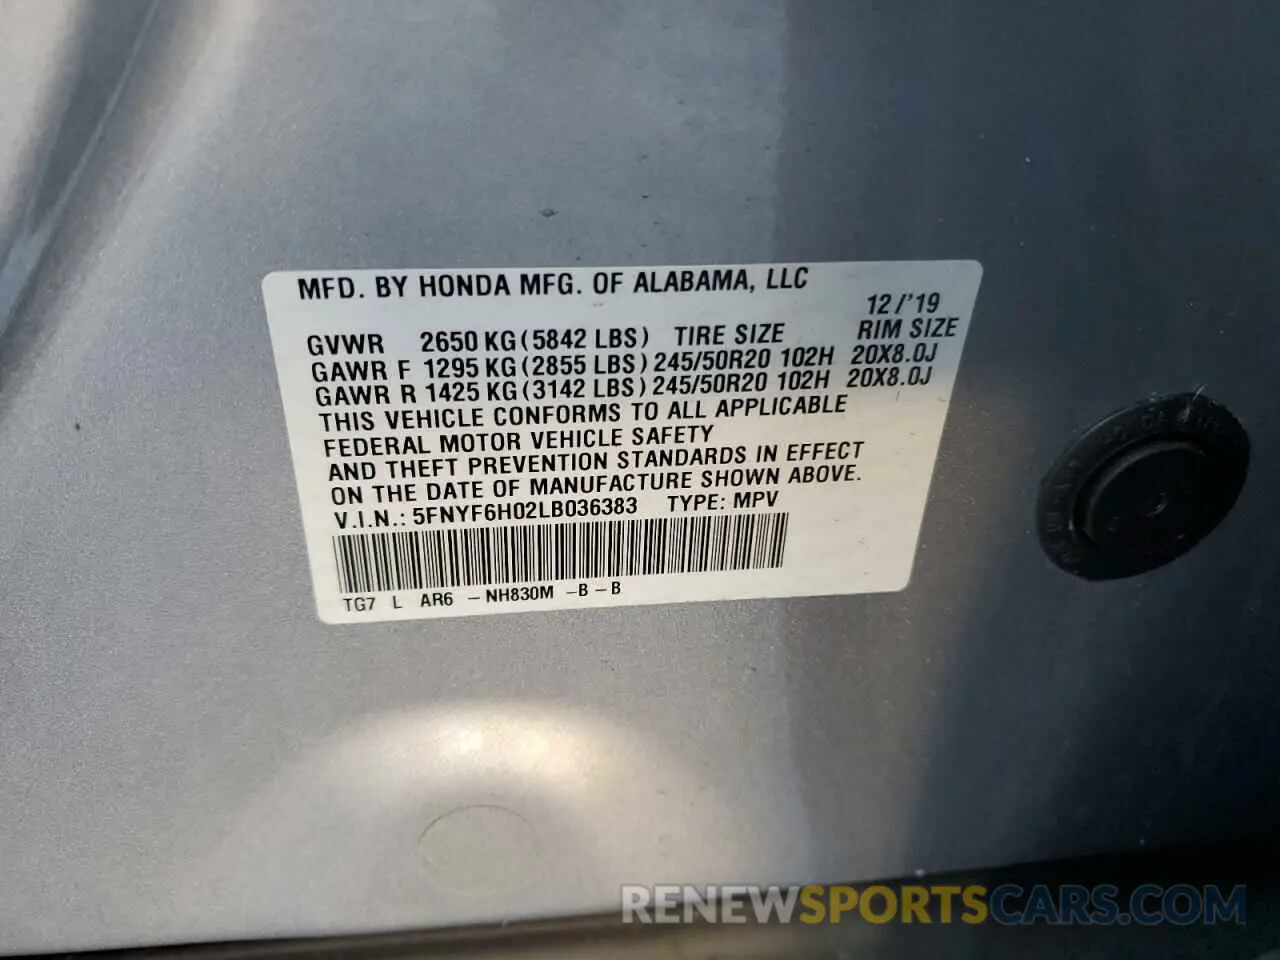 MFD. BY HONDA MFG. OF ALABAMA, LLC
12/'19
GVWR 2650 KG (5842 LBS) TIRE SIZE RIM SIZE
GAWR F 1295 KG (2855 LBS) 245/50R20 102H 20X8.0J
GAWR R 1425 KG (3142 LBS) 245/50R20 102H 20X8.0J
THIS VEHICLE CONFORMS TO ALL APPLICABLE
FEDERAL MOTOR VEHICLE SAFETY
AND THEFT PREVENTION STANDARDS IN EFFECT
ON THE DATE OF MANUFACTURE SHOWN ABOVE.
V.I.N.: 5FNYF6H02LB036383 TYPE: MPV
TG7 L AR6 -NH830M -B-B
RENEWSPORTSCARS.COM